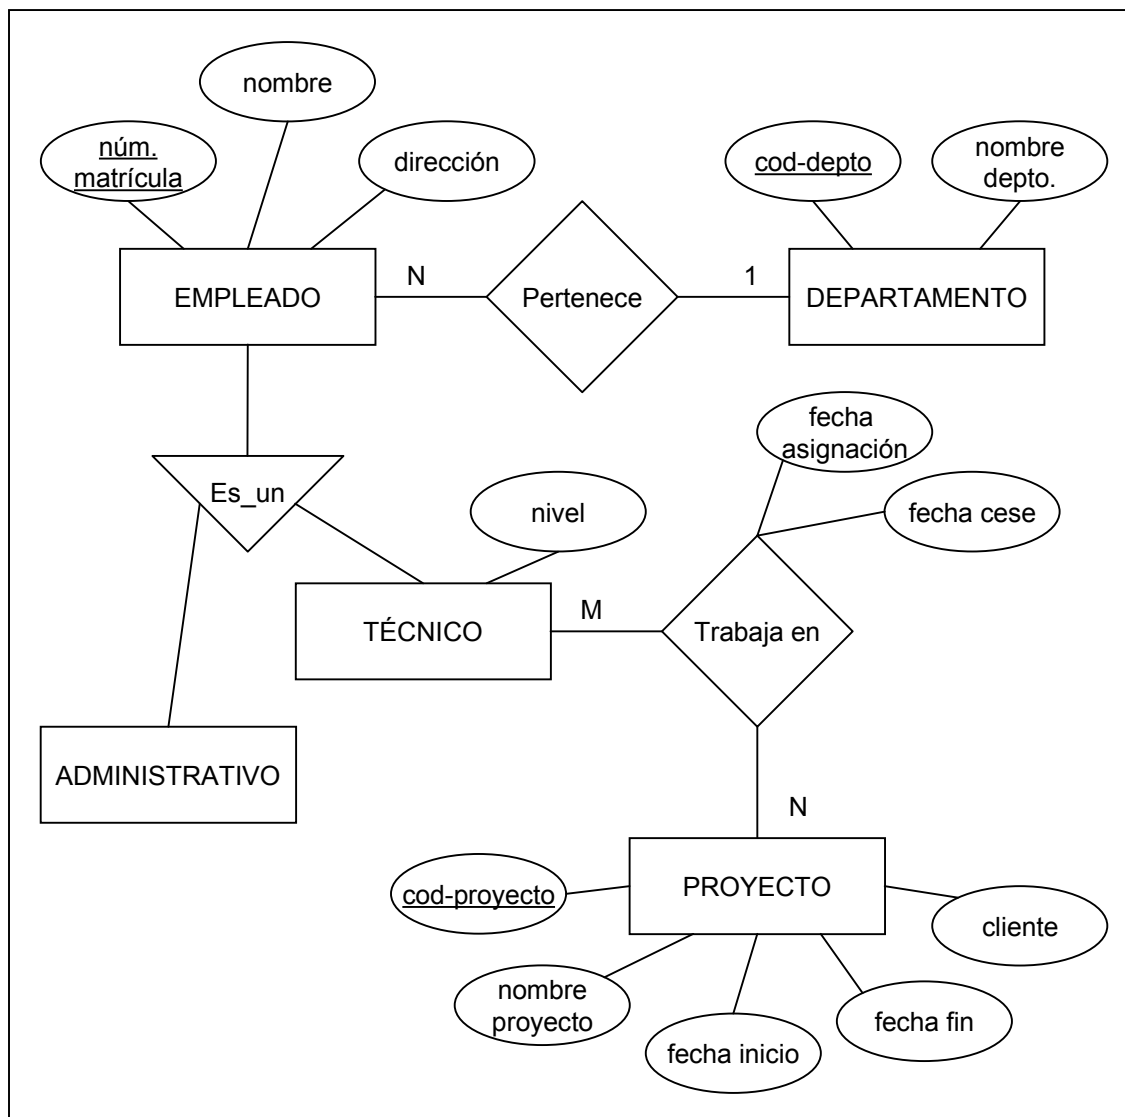 nombre
núm.
matrícula
dirección
cod-depto
nombre
depto.
EMPLEADO
N
Pertenece
1
DEPARTAMENTO
fecha
asignación
Es_un
nivel
fecha cese
TÉCNICO
M
Trabaja en
ADMINISTRATIVO
N
PROYECTO
cod-proyecto
cliente
nombre
proyecto
fecha inicio
fecha fin